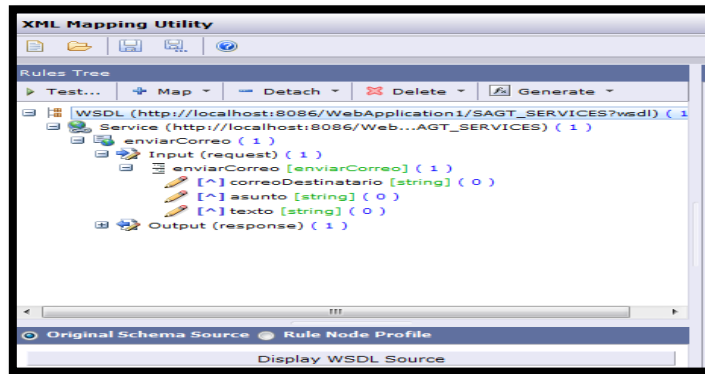 XML Mapping Utility
Rules Tree
Test... Map Detach Delete Generate
WSDL (http://localhost:8086/WebApplication1/SAGT_SERVICES?wsdl) ( 1
Service (http://localhost:8086/Web...AGT_SERVICES) ( 1 )
enviarCorreo ( 1 )
Input (request) ( 1 )
enviarCorreo [enviarCorreo] ( 1 )
[^] correoDestinatario [string] ( 0 )
[^] asunto [string] ( 0 )
[^] texto [string] ( 0 )
Output (response) ( 1 )
Original Schema Source Rule Node Profile
Display WSDL Source